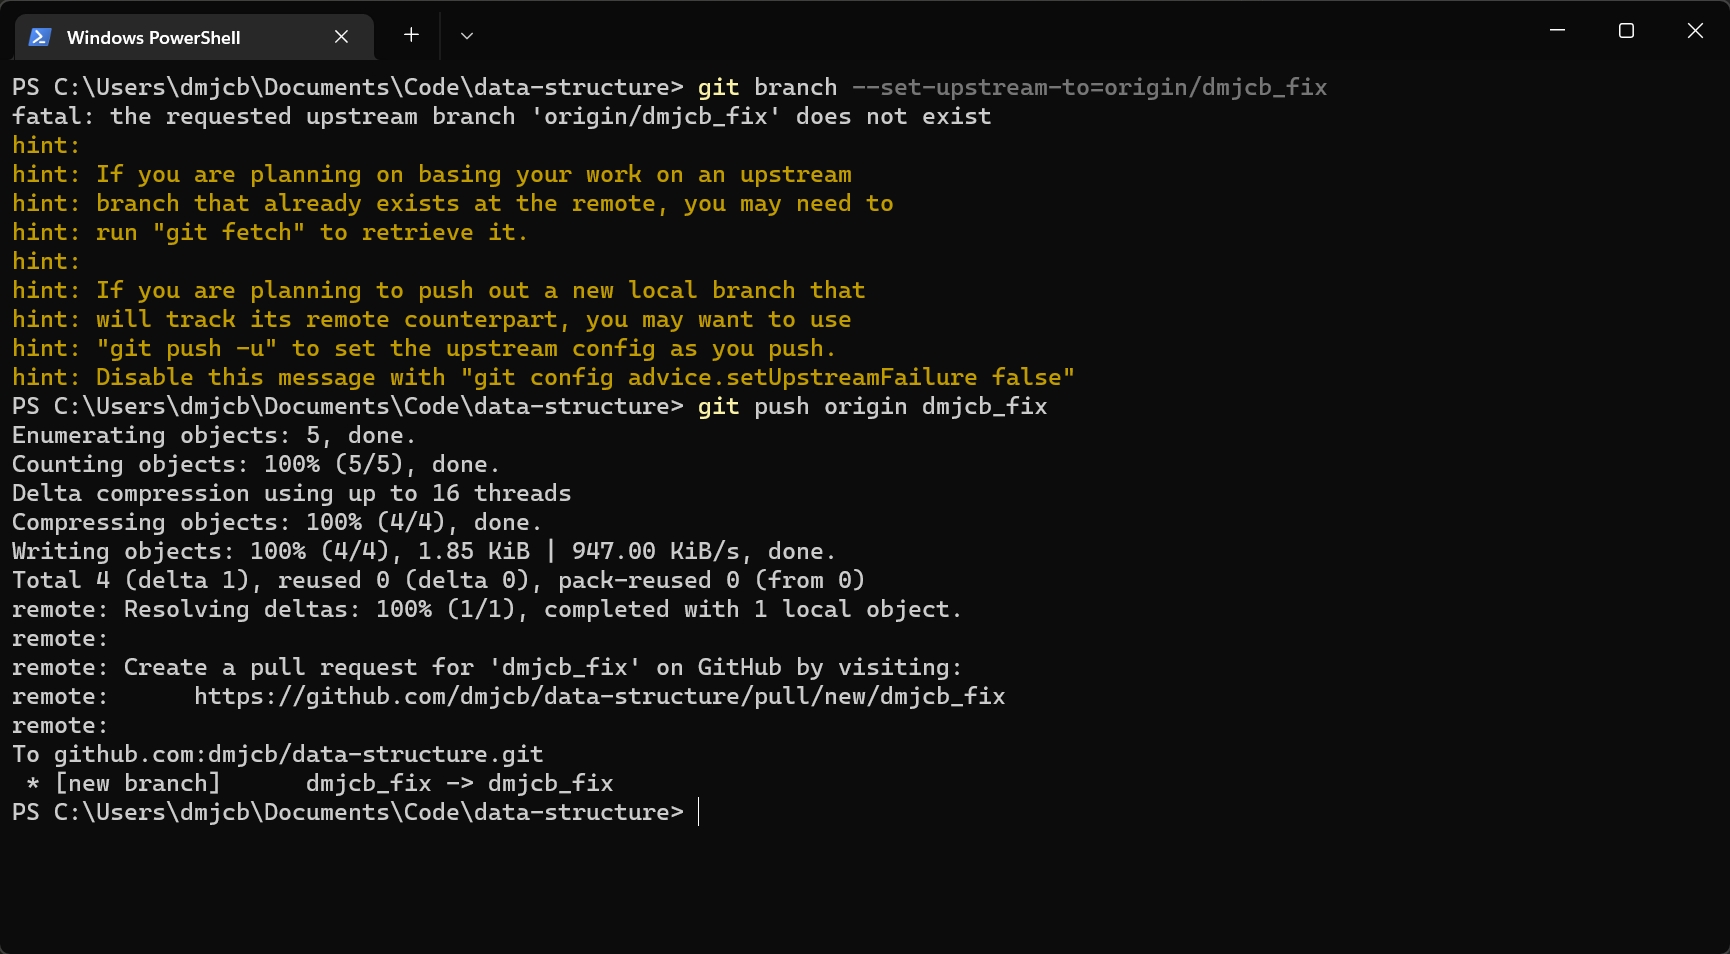 Windows PowerShell
PS C:\Users\dmjcb\Documents\Code\data-structure> git branch --set-upstream-to=origin/dmjcb_fix
fatal: the requested upstream branch 'origin/dmjcb_fix' does not exist
hint:
hint: If you are planning on basing your work on an upstream
hint: branch that already exists at the remote, you may need to
hint: run "git fetch" to retrieve it.
hint:
hint: If you are planning to push out a new local branch that
hint: will track its remote counterpart, you may want to use
hint: "git push -u" to set the upstream config as you push.
hint: Disable this message with "git config advice.setUpstreamFailure false"
PS C:\Users\dmjcb\Documents\Code\data-structure> git push origin dmjcb_fix
Enumerating objects: 5, done.
Counting objects: 100% (5/5), done.
Delta compression using up to 16 threads
Compressing objects: 100% (4/4), done.
Writing objects: 100% (4/4), 1.85 KiB | 947.00 KiB/s, done.
Total 4 (delta 1), reused 0 (delta 0), pack-reused 0 (from 0)
remote: Resolving deltas: 100% (1/1), completed with 1 local object.
remote:
remote: Create a pull request for 'dmjcb_fix' on GitHub by visiting:
remote:      https://github.com/dmjcb/data-structure/pull/new/dmjcb_fix
remote:
To github.com:dmjcb/data-structure.git
 * [new branch]      dmjcb_fix -> dmjcb_fix
PS C:\Users\dmjcb\Documents\Code\data-structure>